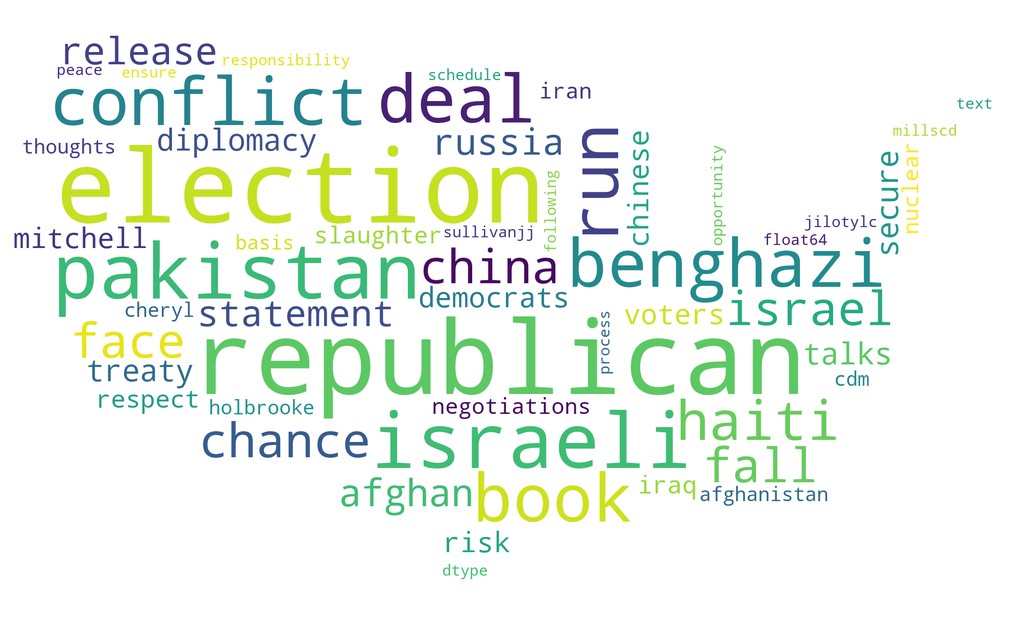 release
responsibility
peace
ensure
schedule
conflict
deal
iran
text
millscd
thoughts
diplomacy
russia
run
chinese
opportunity
secure
nuclear
election
following
jilotylc
mitchell
basis
slaughter
sullivanjj
float64
pakistan
china
benghazi
democrats
cheryl
statement
voters
israel
face
republican
process
talks
treaty
cdm
respect
holbrooke
negotiations
haiti
chance
israeli
fall
afghan
book
iraq
afghanistan
risk
dtype